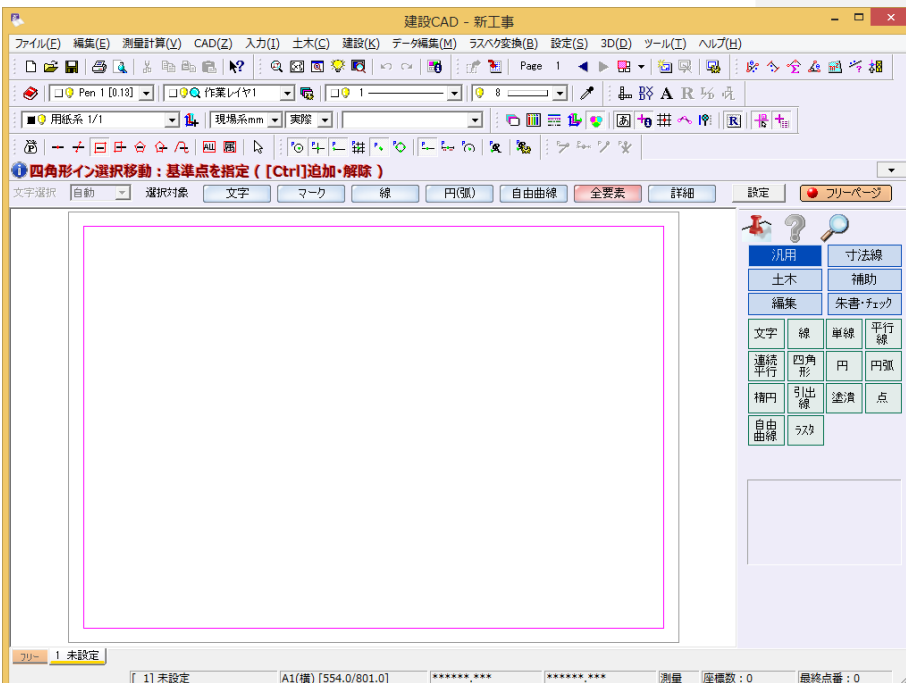 建設CAD - 新工事
ファイル(F) 編集(E) 測量計算(V) CAD(Z) 入力(I) 土木(C) 建設(K) データ編集(M) ラスベク変換(B) 設定(S) 3D(D) ツール(T) ヘルプ(H)
Page 1
Pen 1 [0.13] 作業レイヤ1 1 8
用紙系 1/1 現場系mm 実際
四角形イン選択移動:基準点を指定 ( [Ctrl]追加・解除 )
文字選択 自動 選択対象 文字 マーク 線 円(弧) 自由曲線 全要素 詳細 設定 フリーページ
汎用 寸法線
土木 補助
編集 朱書・チェック
文字 線 単線 平行線
連続平行 四角形 円 円弧
楕円 引出線 塗潰 点
自由曲線 ラスタ
フリー 1 未設定
[ 1] 未設定 A1(横) [554.0/801.0] ******.*** ******.*** 測量 座標数:0 最終点番:0